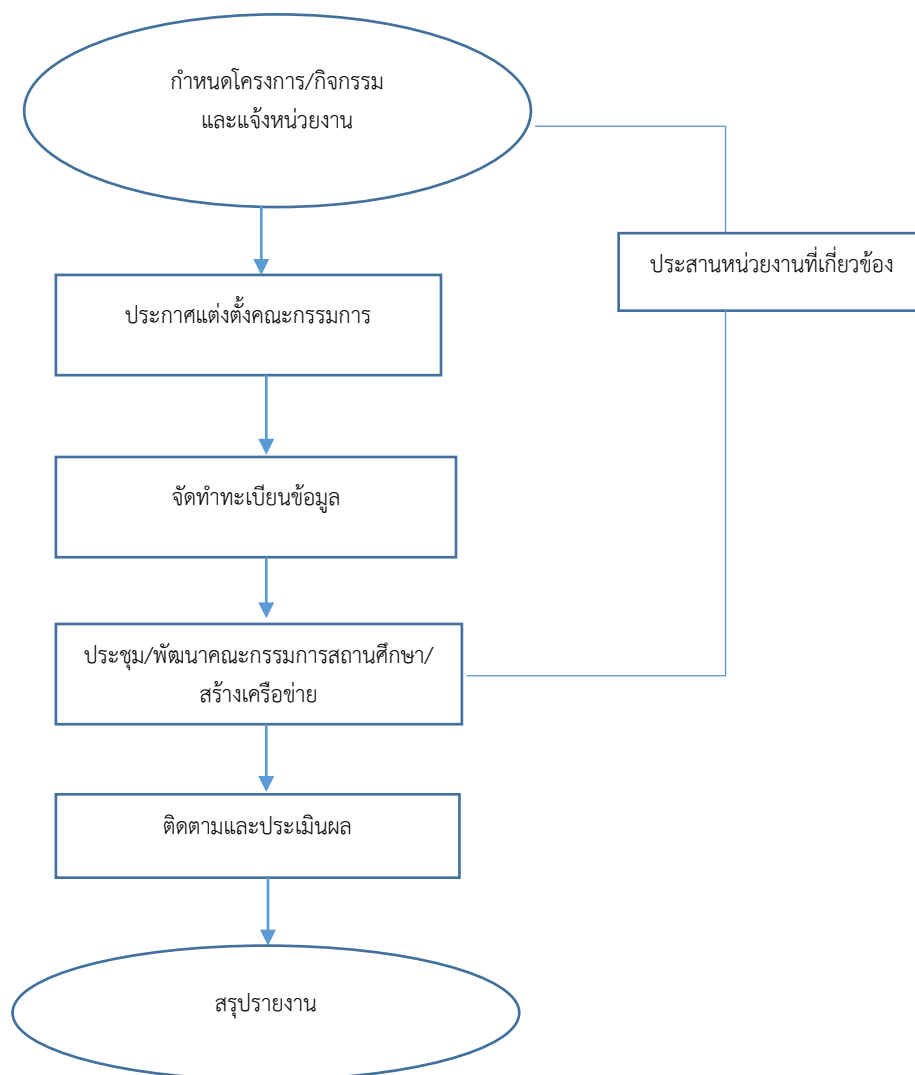 กำหนดโครงการ/กิจกรรม
และแจ้งหน่วยงาน
ประสานหน่วยงานที่เกี่ยวข้อง
ประกาศแต่งตั้งคณะกรรมการ
จัดทำทะเบียนข้อมูล
ประชุม/พัฒนาคณะกรรมการสถานศึกษา/
สร้างเครือข่าย
ติดตามและประเมินผล
สรุปรายงาน